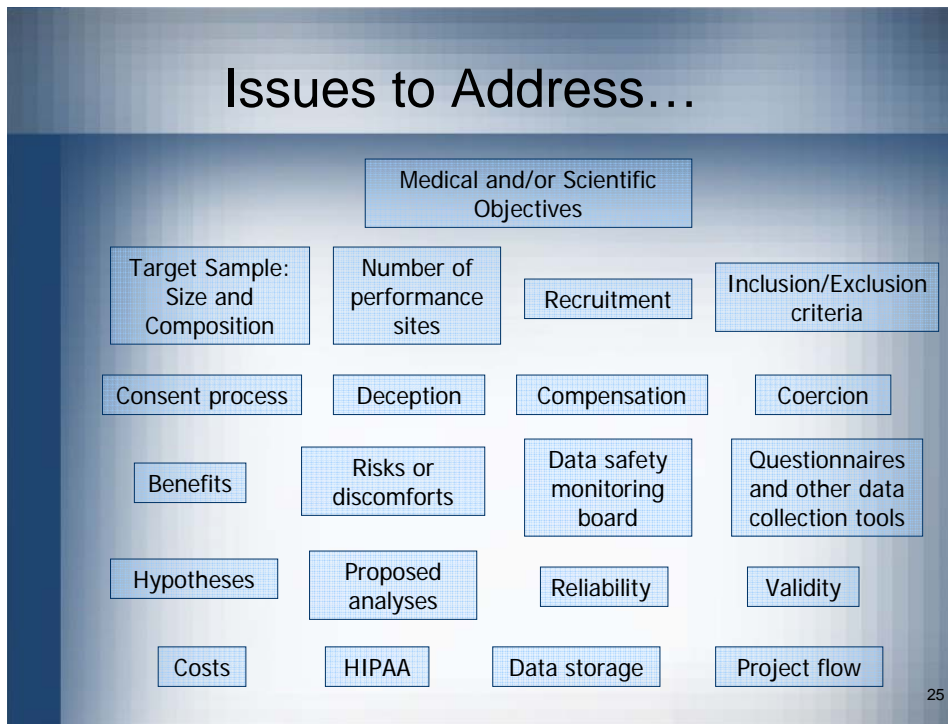 Issues to Address…
Medical and/or Scientific
Objectives
Target Sample:
Size and
Composition
Number of
performance
sites
Recruitment
Inclusion/Exclusion
criteria
Consent process
Deception
Compensation
Coercion
Benefits
Risks or
discomforts
Data safety
monitoring
board
Questionnaires
and other data
collection tools
Hypotheses
Proposed
analyses
Reliability
Validity
Costs
HIPAA
Data storage
Project flow
25